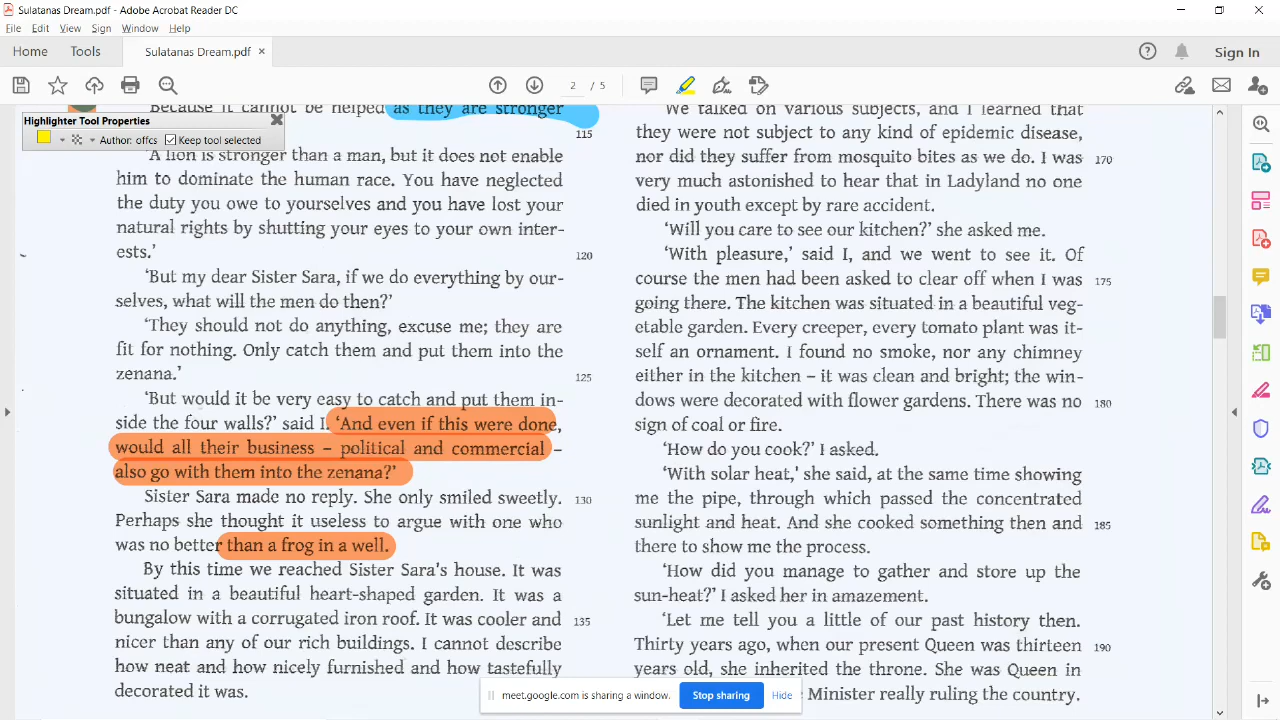 Sulatanas Dream.pdf - Adobe Acrobat Reader DC
File Edit View Sign Window Help
Home Tools Sulatanas Dream.pdf × Sign In
2 / 5
Highlighter Tool Properties
Author: offcs Keep tool selected
Because it cannot be helped as they are stronger
115
'A lion is stronger than a man, but it does not enable
him to dominate the human race. You have neglected
the duty you owe to yourselves and you have lost your
natural rights by shutting your eyes to your own inter-
ests.' 120
'But my dear Sister Sara, if we do everything by our-
selves, what will the men do then?'
'They should not do anything, excuse me; they are
fit for nothing. Only catch them and put them into the
zenana.' 125
'But would it be very easy to catch and put them in-
side the four walls?' said I. 'And even if this were done,
would all their business – political and commercial –
also go with them into the zenana?'
Sister Sara made no reply. She only smiled sweetly. 130
Perhaps she thought it useless to argue with one who
was no better than a frog in a well.
By this time we reached Sister Sara's house. It was
situated in a beautiful heart-shaped garden. It was a
bungalow with a corrugated iron roof. It was cooler and 135
nicer than any of our rich buildings. I cannot describe
how neat and how nicely furnished and how tastefully
decorated it was.
We talked on various subjects, and I learned that
they were not subject to any kind of epidemic disease,
nor did they suffer from mosquito bites as we do. I was 170
very much astonished to hear that in Ladyland no one
died in youth except by rare accident.
'Will you care to see our kitchen?' she asked me.
'With pleasure,' said I, and we went to see it. Of
course the men had been asked to clear off when I was 175
going there. The kitchen was situated in a beautiful veg-
etable garden. Every creeper, every tomato plant was it-
self an ornament. I found no smoke, nor any chimney
either in the kitchen – it was clean and bright; the win-
dows were decorated with flower gardens. There was no 180
sign of coal or fire.
'How do you cook?' I asked.
'With solar heat,' she said, at the same time showing
me the pipe, through which passed the concentrated
sunlight and heat. And she cooked something then and 185
there to show me the process.
'How did you manage to gather and store up the
sun-heat?' I asked her in amazement.
'Let me tell you a little of our past history then.
Thirty years ago, when our present Queen was thirteen 190
years old, she inherited the throne. She was Queen in
Minister really ruling the country.
meet.google.com is sharing a window. Stop sharing Hide